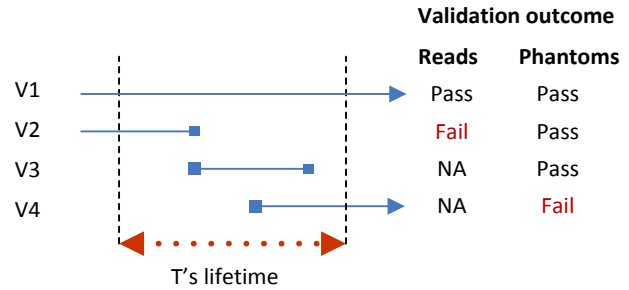 Validation outcome
Reads Phantoms
V1 Pass Pass
V2 Fail Pass
V3 NA Pass
V4 NA Fail
T's lifetime